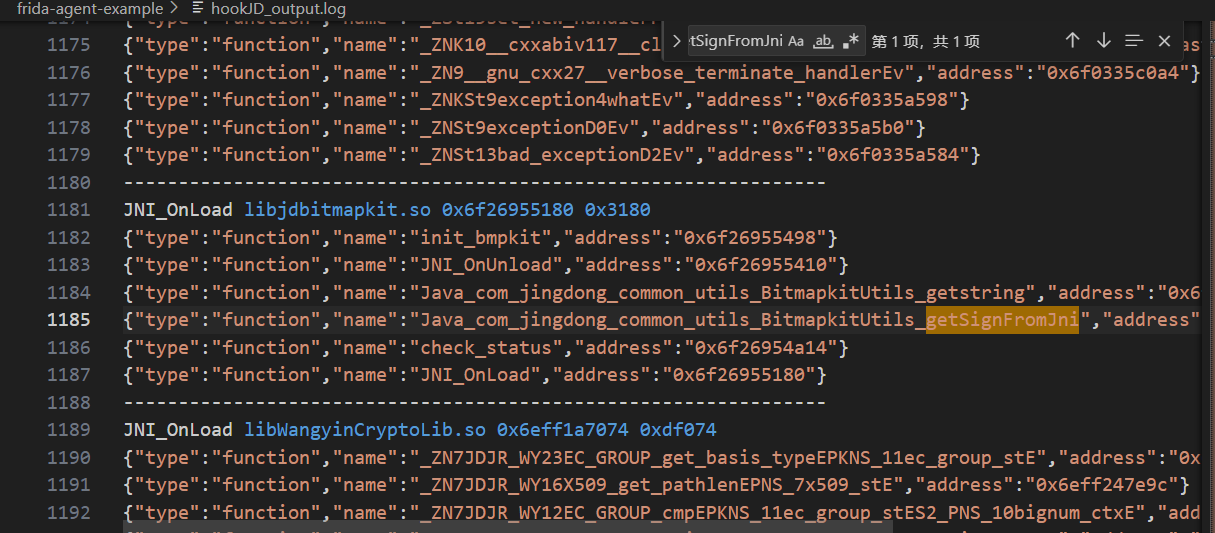 frida-agent-example > hookJD_output.log
1174
1175 {"type":"function","name":"_ZNK10__cxxabiv117__cl
tSignFromJni Aa ab .* 第 1 项，共 1 项
as
1176 {"type":"function","name":"_ZN9__gnu_cxx27__verbose_terminate_handlerEv","address":"0x6f0335c0a4"}
1177 {"type":"function","name":"_ZNKSt9exception4whatEv","address":"0x6f0335a598"}
1178 {"type":"function","name":"_ZNSt9exceptionD0Ev","address":"0x6f0335a5b0"}
1179 {"type":"function","name":"_ZNSt13bad_exceptionD2Ev","address":"0x6f0335a584"}
1180 -----------------------------------------------------------------
1181 JNI_OnLoad libjdbitmapkit.so 0x6f26955180 0x3180
1182 {"type":"function","name":"init_bmpkit","address":"0x6f26955498"}
1183 {"type":"function","name":"JNI_OnUnload","address":"0x6f26955410"}
1184 {"type":"function","name":"Java_com_jingdong_common_utils_BitmapkitUtils_getstring","address":"0x6
1185 {"type":"function","name":"Java_com_jingdong_common_utils_BitmapkitUtils_getSignFromJni","address"
1186 {"type":"function","name":"check_status","address":"0x6f26954a14"}
1187 {"type":"function","name":"JNI_OnLoad","address":"0x6f26955180"}
1188 -----------------------------------------------------------------
1189 JNI_OnLoad libWangyinCryptoLib.so 0x6eff1a7074 0xdf074
1190 {"type":"function","name":"_ZN7JDJR_WY23EC_GROUP_get_basis_typeEPKNS_11ec_group_stE","address":"0x
1191 {"type":"function","name":"_ZN7JDJR_WY16X509_get_pathlenEPNS_7x509_stE","address":"0x6eff247e9c"}
1192 {"type":"function","name":"_ZN7JDJR_WY12EC_GROUP_cmpEPKNS_11ec_group_stES2_PNS_10bignum_ctxE","add